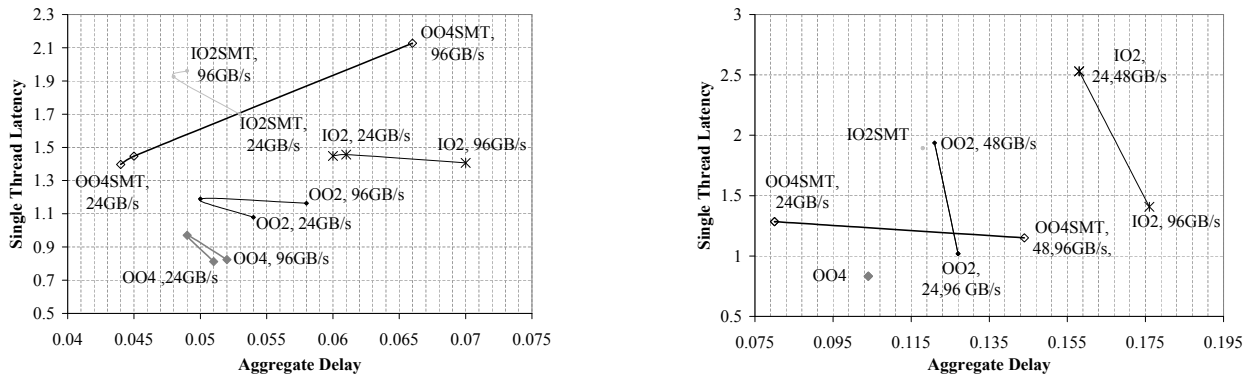 2.1
1.9
1.7
1.5
1.3
1.1
0.9
0.7
0.5
Single Thread Latency
IO2SMT,
96GB/s
OO4SMT,
96GB/s
IO2SMT,
24GB/s
IO2, 24GB/s
IO2, 96GB/s
OO4SMT,
24GB/s
OO2, 96GB/s
OO2, 24GB/s
OO4, 96GB/s
OO4 ,24GB/s
0.04 0.045 0.05 0.055 0.06 0.065 0.07 0.075
Aggregate Delay
3
2.5
2
1.5
1
0.5
Single Thread Latency
IO2,
24,48GB/s
IO2SMT
OO2, 48GB/s
OO4SMT,
24GB/s
IO2, 96GB/s
OO4SMT,
48,96GB/s,
OO4
OO2,
24,96 GB/s
0.075 0.095 0.115 0.135 0.155 0.175 0.195
Aggregate Delay